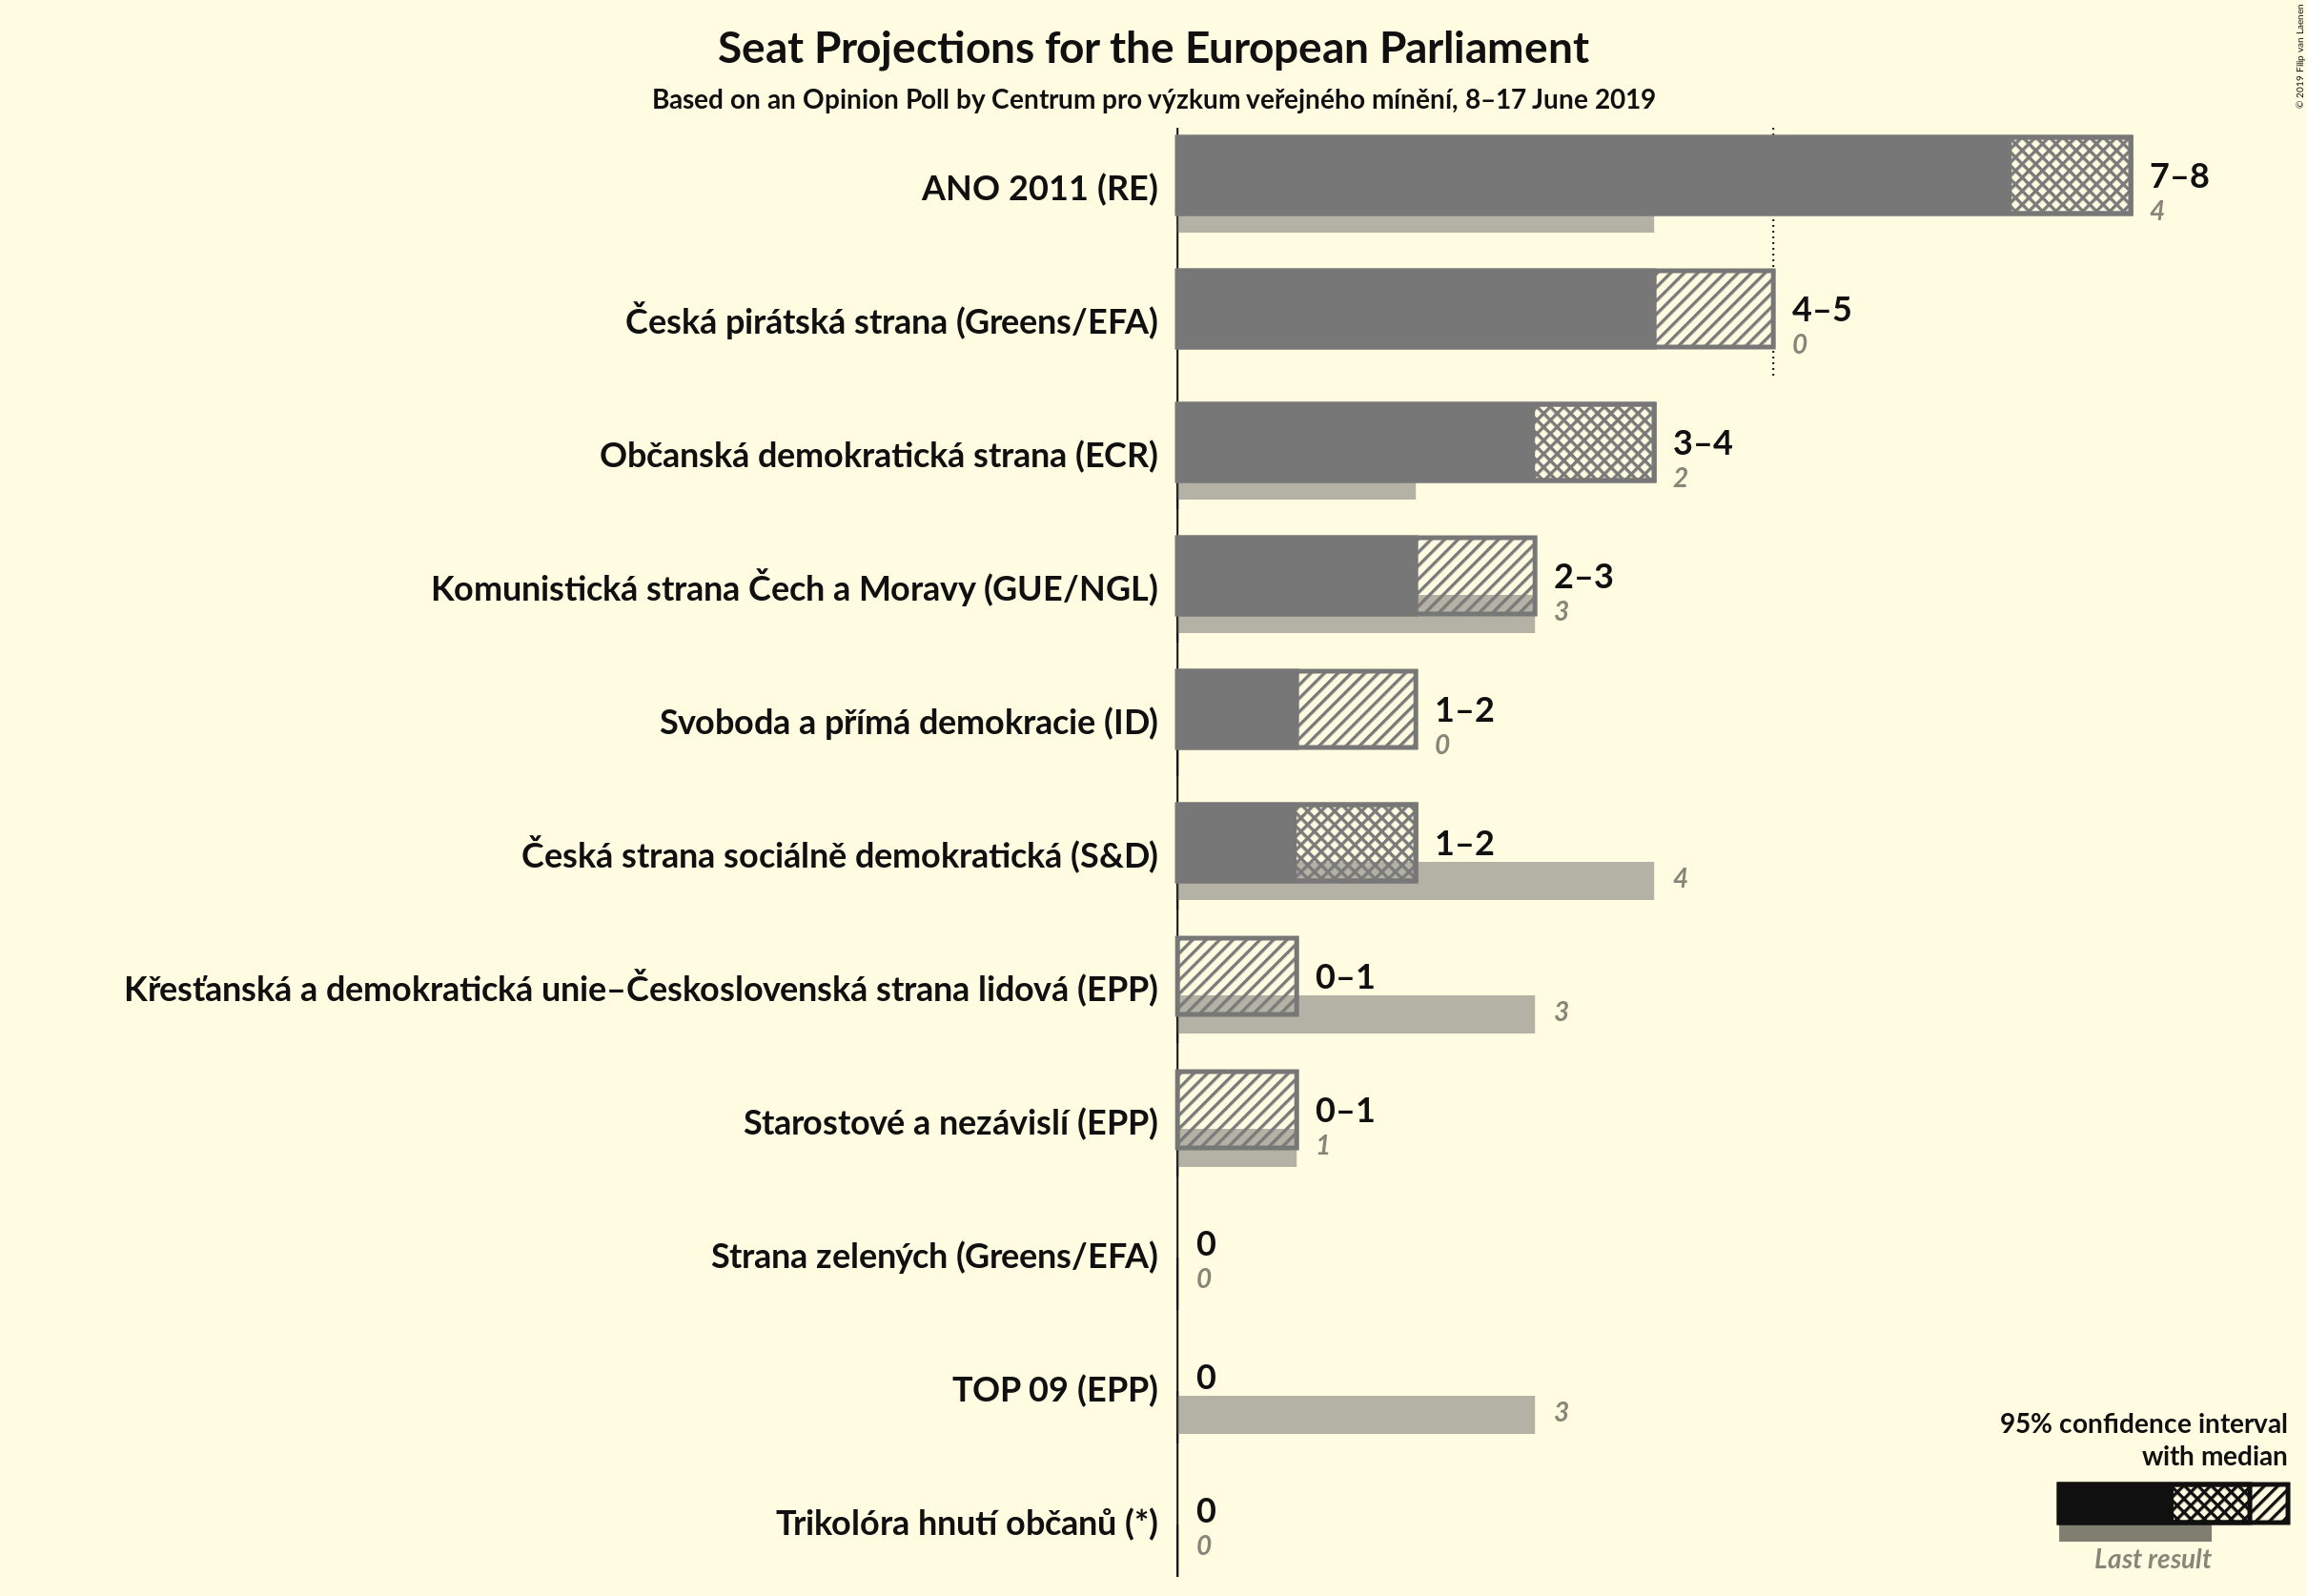 Seat Projections for the European Parliament
Based on an Opinion Poll by Centrum pro výzkum veřejného mínění, 8–17 June 2019
© 2019 Filip van Laenen
ANO 2011 (RE)
7–8
4
Česká pirátská strana (Greens/EFA)
4–5
0
Občanská demokratická strana (ECR)
3–4
2
Komunistická strana Čech a Moravy (GUE/NGL)
2–3
3
Svoboda a přímá demokracie (ID)
1–2
0
Česká strana sociálně demokratická (S&D)
1–2
4
Křesťanská a demokratická unie–Československá strana lidová (EPP)
0–1
3
Starostové a nezávislí (EPP)
0–1
1
Strana zelených (Greens/EFA)
0
0
TOP 09 (EPP)
0
3
Trikolóra hnutí občanů (*)
0
0
95% confidence interval
with median
Last result